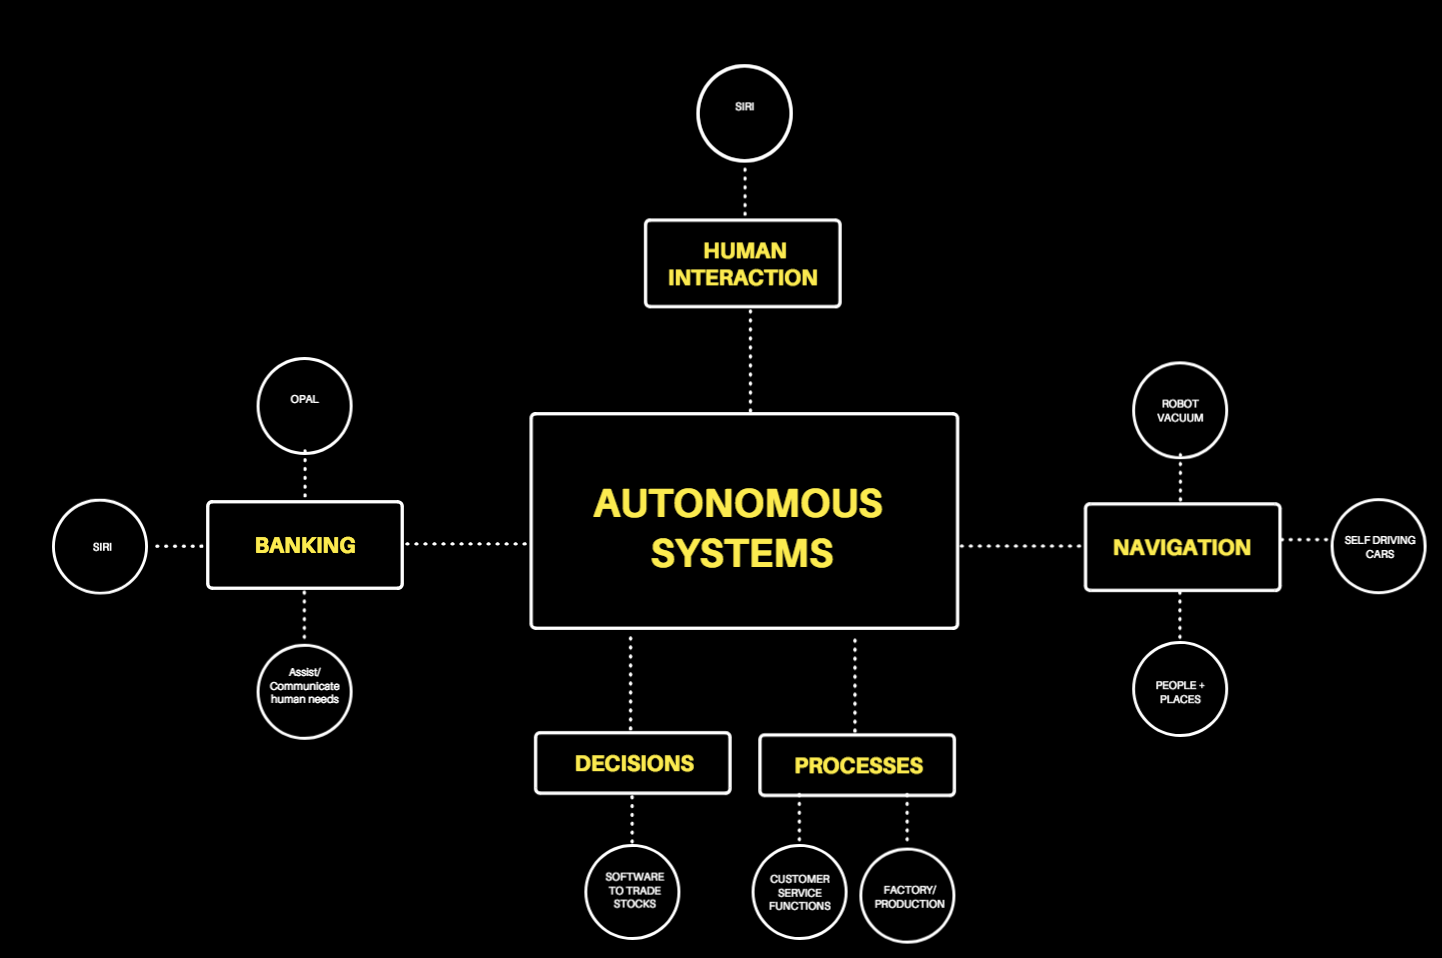 SIRI
HUMAN
INTERACTION
OPAL
SIRI
BANKING
Assist/
Communicate
human needs
AUTONOMOUS
SYSTEMS
ROBOT
VACUUM
NAVIGATION
SELF DRIVING
CARS
PEOPLE +
PLACES
DECISIONS
SOFTWARE
TO TRADE
STOCKS
PROCESSES
CUSTOMER
SERVICE
FUNCTIONS
FACTORY/
PRODUCTION